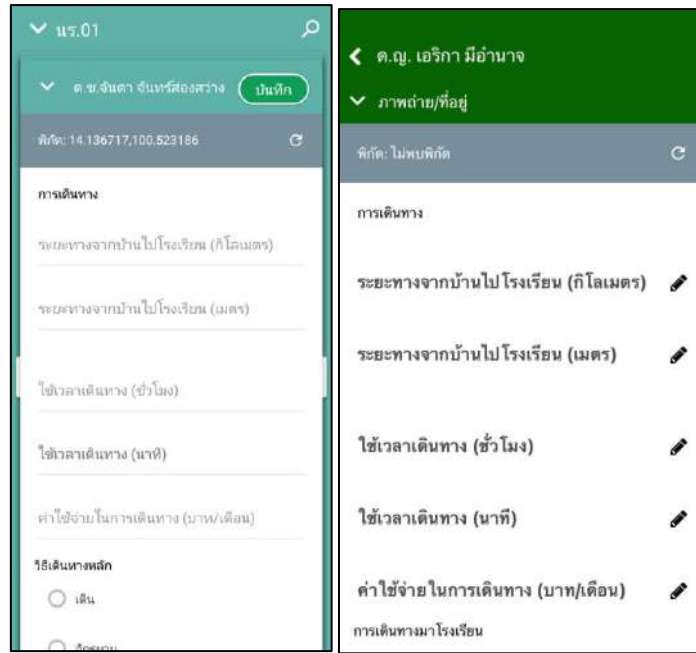 นร.01
ด.ช.จันดา จันทร์ส่องสว่าง
บันทึก
พิกัด: 14.136717,100.523186
การเดินทาง
ระยะทางจากบ้านไปโรงเรียน (กิโลเมตร)
ระยะทางจากบ้านไปโรงเรียน (เมตร)
ใช้เวลาเดินทาง (ชั่วโมง)
ใช้เวลาเดินทาง (นาที)
ค่าใช้จ่ายในการเดินทาง (บาท/เดือน)
วิธีเดินทางหลัก
เดิน
จักรยาน
ด.ญ. เอริกา มีอำนาจ
ภาพถ่าย/ที่อยู่
พิกัด: ไม่พบพิกัด
การเดินทาง
ระยะทางจากบ้านไปโรงเรียน (กิโลเมตร)
ระยะทางจากบ้านไปโรงเรียน (เมตร)
ใช้เวลาเดินทาง (ชั่วโมง)
ใช้เวลาเดินทาง (นาที)
ค่าใช้จ่ายในการเดินทาง (บาท/เดือน)
การเดินทางมาโรงเรียน